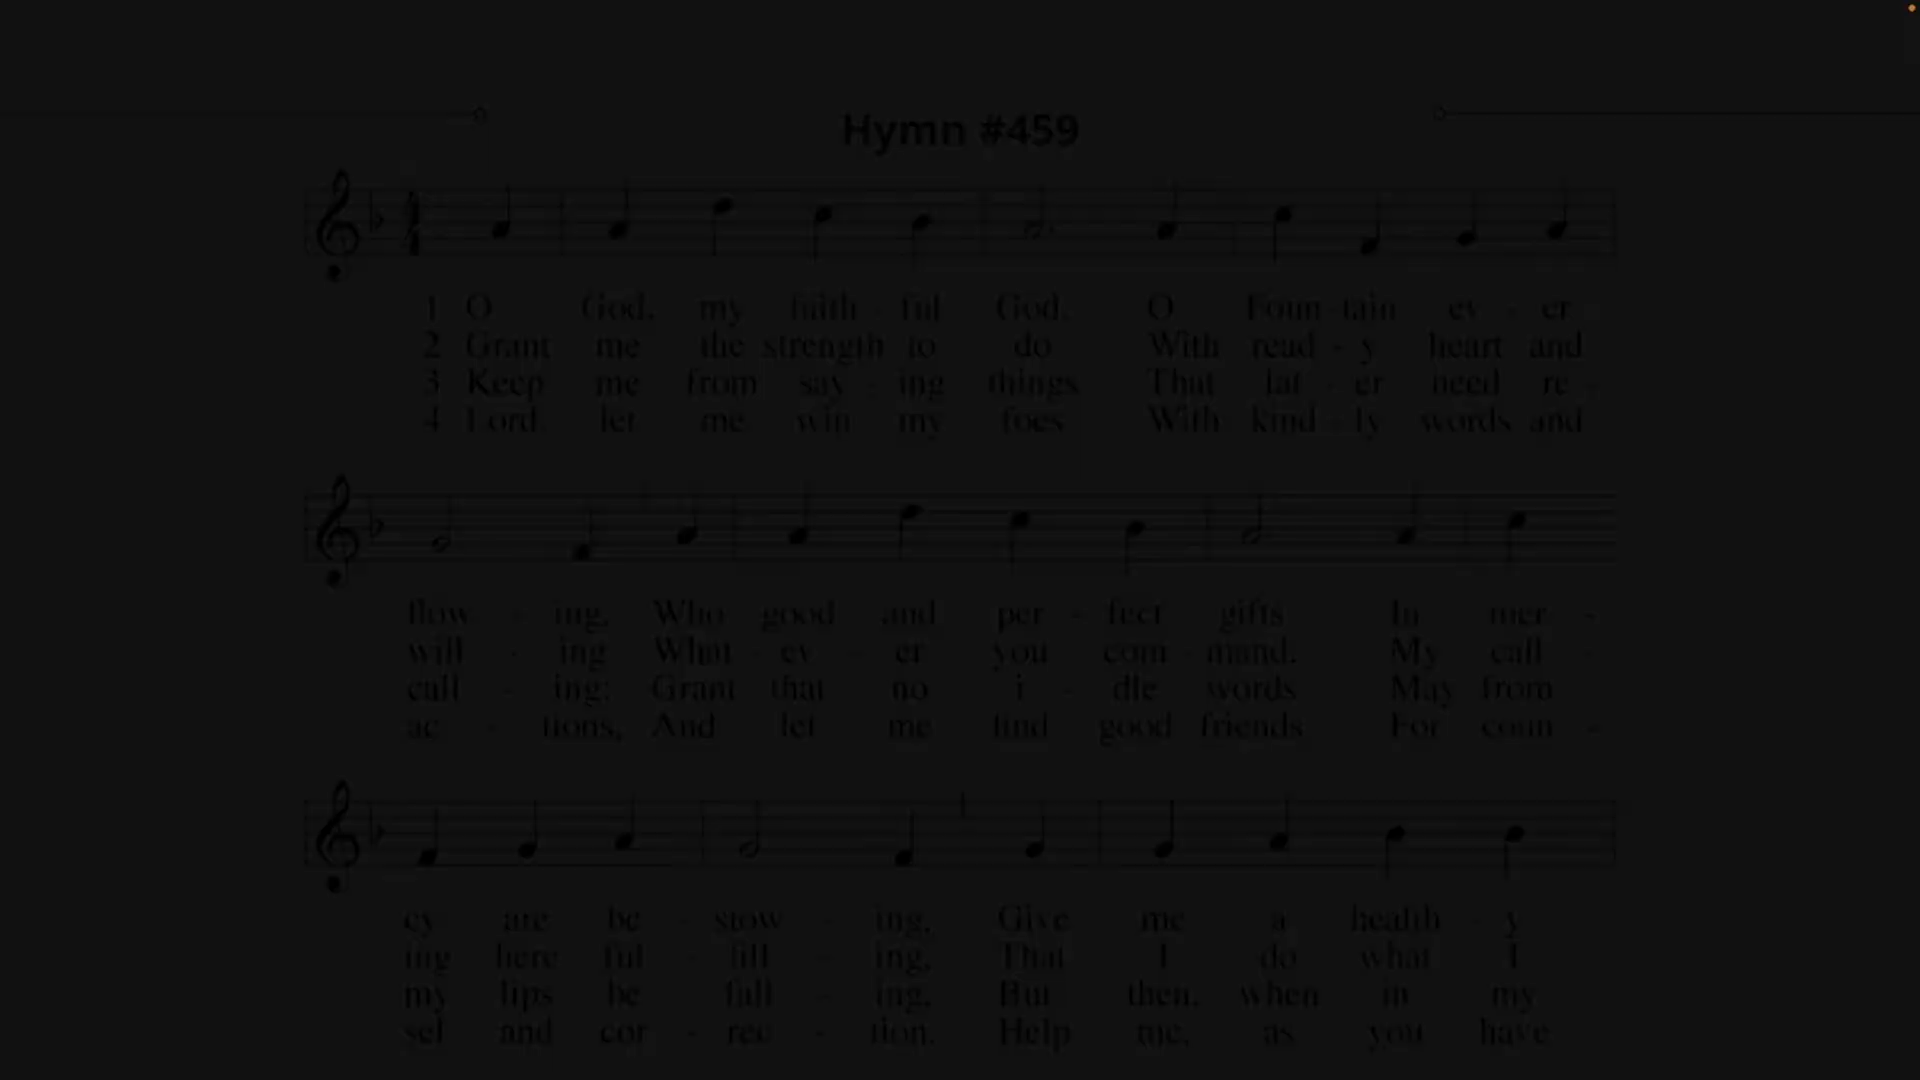 Hymn #459
1 O God, my faith - ful God, O Foun - tain ev - er
2 Grant me the strength to do With read - y heart and
3 Keep me from say - ing things That lat - er need re -
4 Lord, let me win my foes With kind - ly words and
flow - ing, Who good and per - fect gifts In mer -
will - ing What - ev - er you com - mand, My call -
call - ing; Grant that no i - dle words May from
ac - tions, And let me find good friends For coun -
cy are be - stow - ing, Give me a health - y
ing here ful - fill - ing, That I do what I
my lips be fall - ing, But then, when in my
sel and cor - rec - tion. Help me, as you have